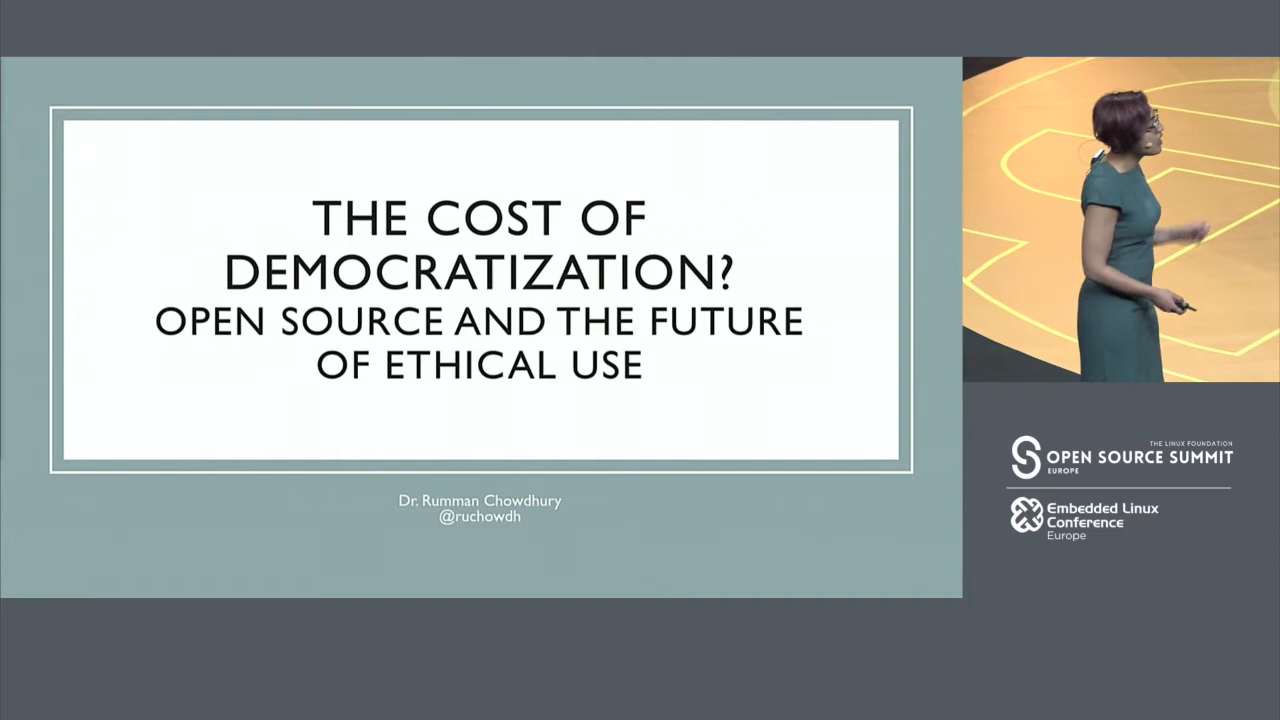 THE COST OF
DEMOCRATIZATION?
OPEN SOURCE AND THE FUTURE
OF ETHICAL USE
Dr. Rumman Chowdhury
@ruchowdh
THE LINUX FOUNDATION
OPEN SOURCE SUMMIT
EUROPE
Embedded Linux
Conference
Europe